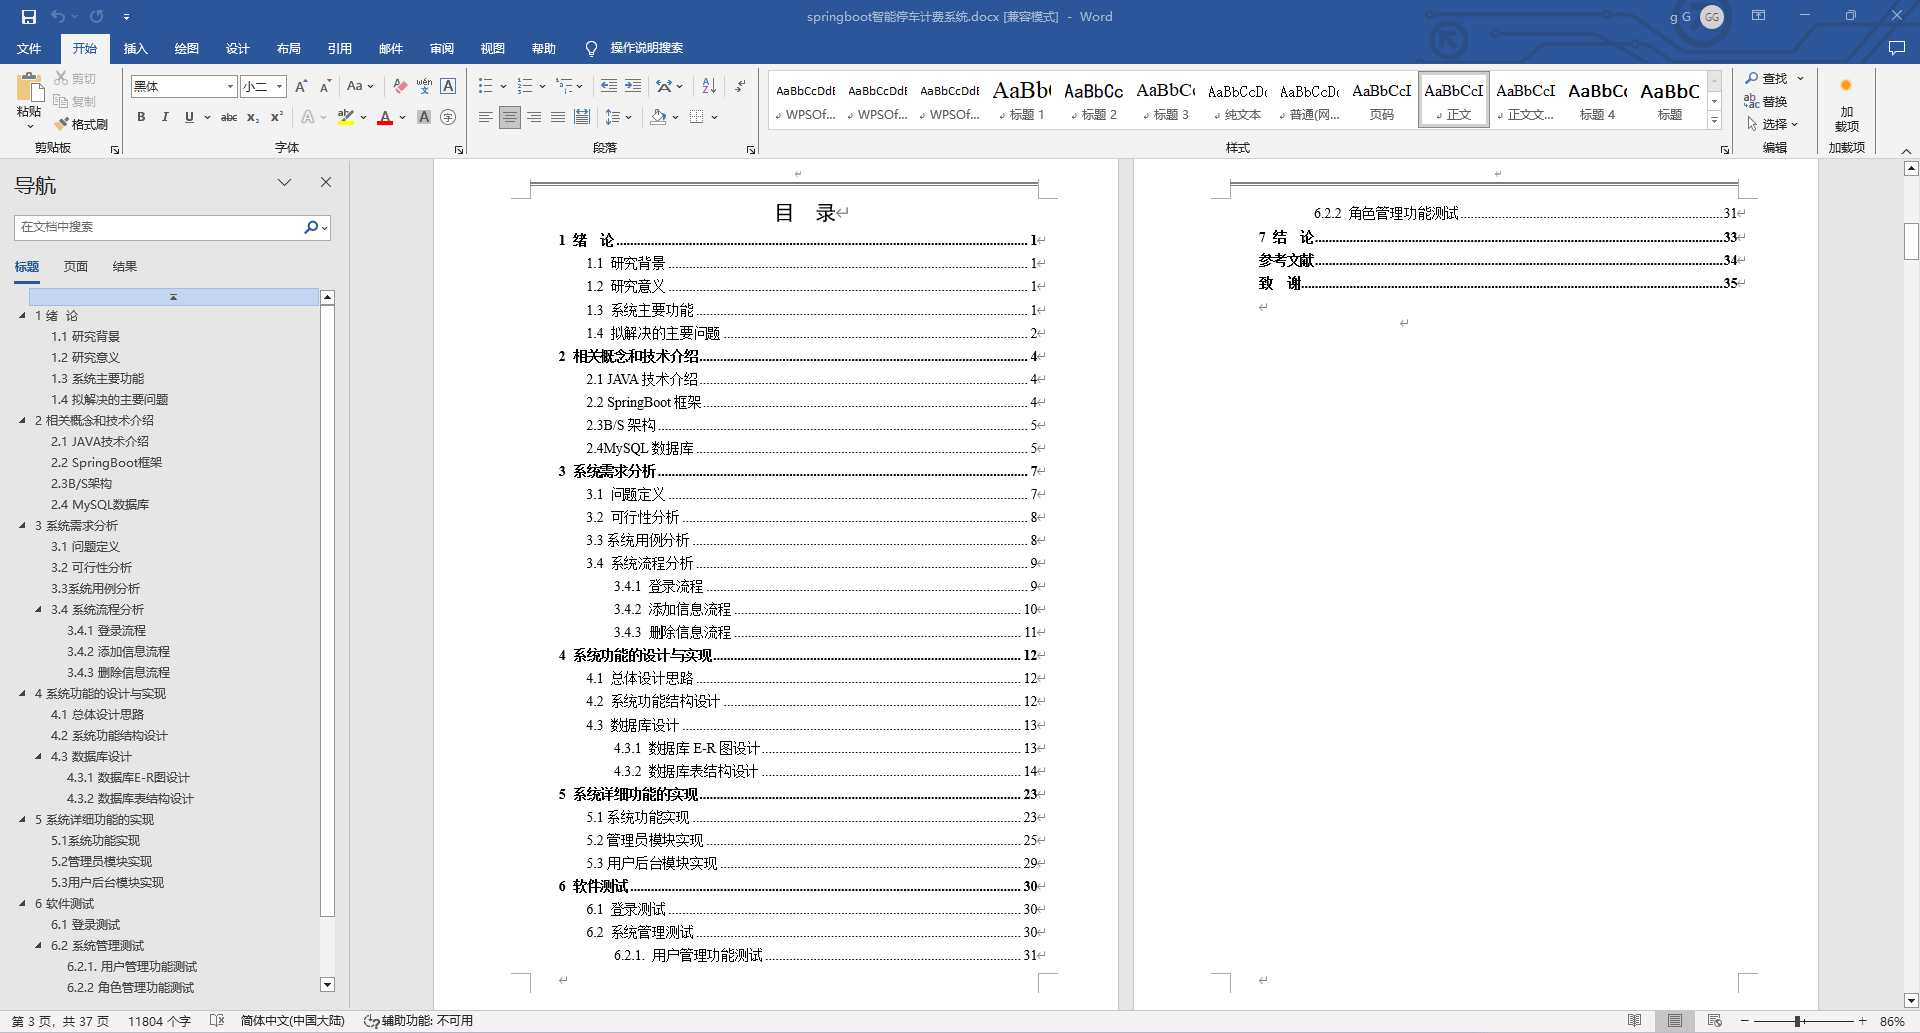 springboot智能停车计费系统.docx [兼容模式] - Word
g G
GG
文件 开始 插入 绘图 设计 布局 引用 邮件 审阅 视图 帮助 操作说明搜索
粘贴 剪切 复制 格式刷
剪贴板
黑体 小二
字体
段落
AaBbCcDdE AaBbCcDdE AaBbCcDdE AaBb( AaBbCc AaBbC( AaBbCcD( AaBbCcD( AaBbCcI AaBbCcI AaBbCcI AaBbC( AaBbC
WPSOf... WPSOf... WPSOf... 标题 1 标题 2 标题 3 纯文本 普通(网... 页码 正文 正文文... 标题 4 标题
样式
查找
替换
选择
编辑
加载项
加载项
导航
在文档中搜索
标题 页面 结果
1 绪 论
1.1 研究背景
1.2 研究意义
1.3 系统主要功能
1.4 拟解决的主要问题
2 相关概念和技术介绍
2.1 JAVA技术介绍
2.2 SpringBoot框架
2.3B/S架构
2.4 MySQL数据库
3 系统需求分析
3.1 问题定义
3.2 可行性分析
3.3系统用例分析
3.4 系统流程分析
3.4.1 登录流程
3.4.2 添加信息流程
3.4.3 删除信息流程
4 系统功能的设计与实现
4.1 总体设计思路
4.2 系统功能结构设计
4.3 数据库设计
4.3.1 数据库E-R图设计
4.3.2 数据库表结构设计
5 系统详细功能的实现
5.1系统功能实现
5.2管理员模块实现
5.3用户后台模块实现
6 软件测试
6.1 登录测试
6.2 系统管理测试
6.2.1. 用户管理功能测试
6.2.2 角色管理功能测试
目 录
1 绪 论 1
1.1 研究背景 1
1.2 研究意义 1
1.3 系统主要功能 1
1.4 拟解决的主要问题 2
2 相关概念和技术介绍 4
2.1 JAVA 技术介绍 4
2.2 SpringBoot 框架 4
2.3B/S 架构 5
2.4MySQL 数据库 5
3 系统需求分析 7
3.1 问题定义 7
3.2 可行性分析 8
3.3 系统用例分析 8
3.4 系统流程分析 9
3.4.1 登录流程 9
3.4.2 添加信息流程 10
3.4.3 删除信息流程 11
4 系统功能的设计与实现 12
4.1 总体设计思路 12
4.2 系统功能结构设计 12
4.3 数据库设计 13
4.3.1 数据库 E-R 图设计 13
4.3.2 数据库表结构设计 14
5 系统详细功能的实现 23
5.1 系统功能实现 23
5.2 管理员模块实现 25
5.3 用户后台模块实现 29
6 软件测试 30
6.1 登录测试 30
6.2 系统管理测试 30
6.2.1. 用户管理功能测试 31
6.2.2 角色管理功能测试 31
7 结 论 33
参考文献 34
致 谢 35
第 3 页，共 37 页 11804 个字 简体中文(中国大陆) 辅助功能: 不可用 86%